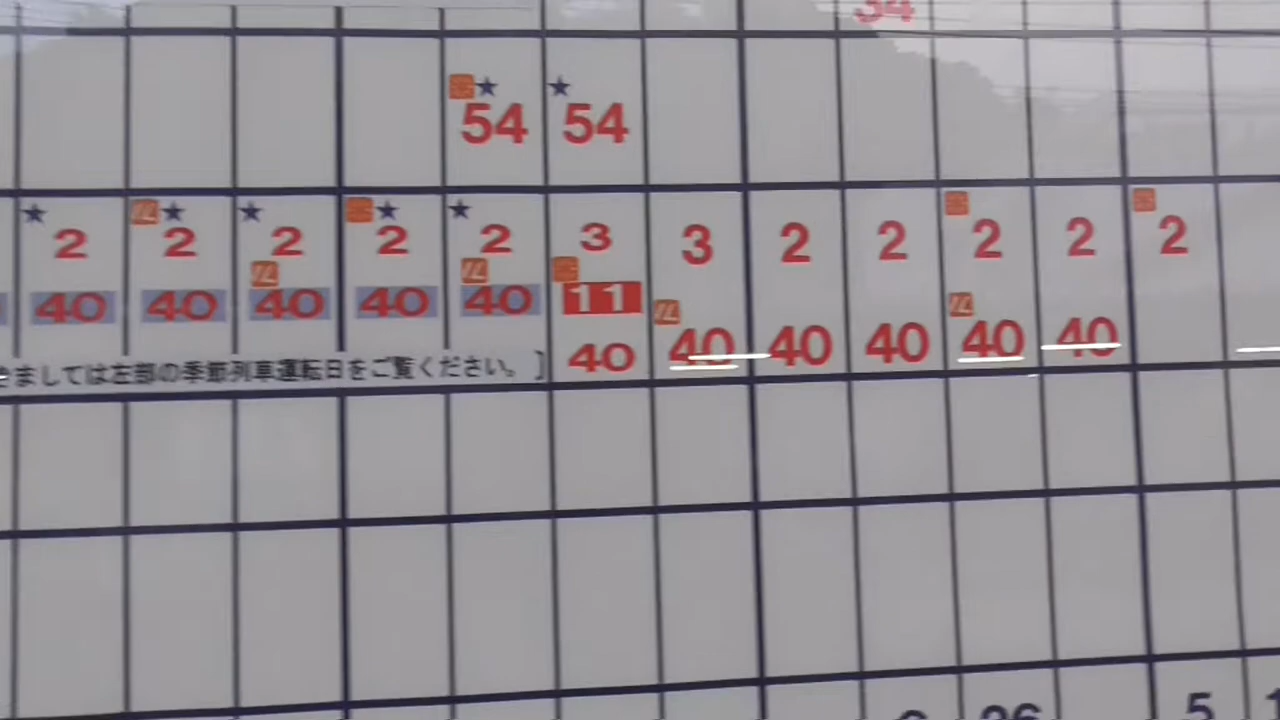 ★ ★
54 54
★ ★ ★ ★ ★
2 2 2 2 2 3 3 2 2 2 2 2
40 40 40 40 40 11
40 40 40 40 40 40
ましては左部の季節列車運転日をご覧ください。]